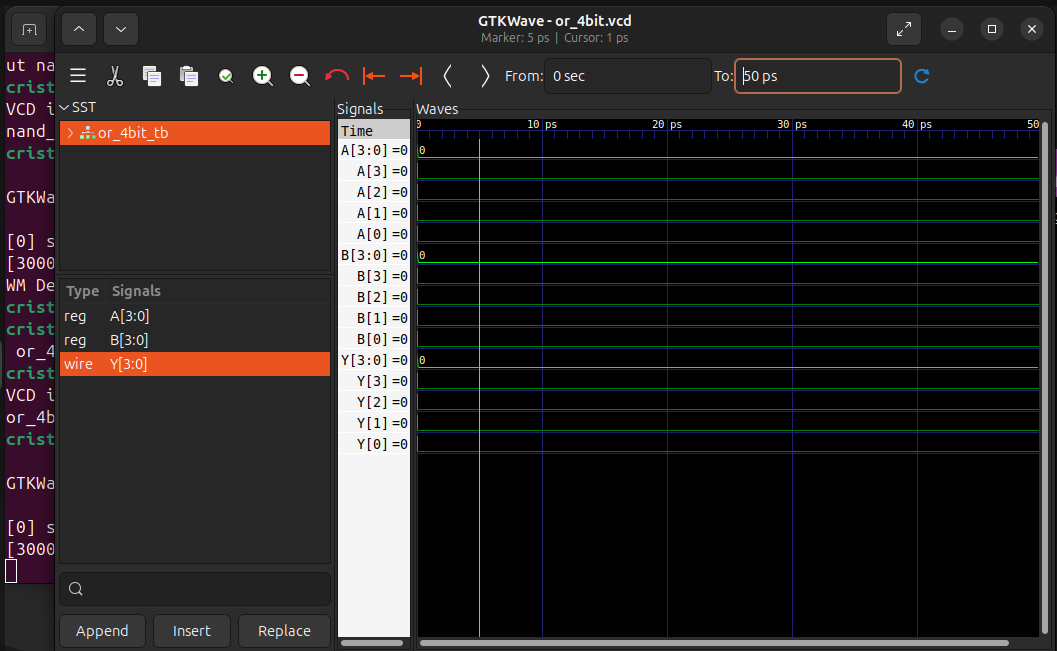 GTKWave - or_4bit.vcd
Marker: 5 ps | Cursor: 1 ps
From: 0 sec To: 50 ps
SST
or_4bit_tb
Type Signals
reg A[3:0]
reg B[3:0]
wire Y[3:0]
Append Insert Replace
Signals
Time
A[3:0] =0
A[3] =0
A[2] =0
A[1] =0
A[0] =0
B[3:0] =0
B[3] =0
B[2] =0
B[1] =0
B[0] =0
Y[3:0] =0
Y[3] =0
Y[2] =0
Y[1] =0
Y[0] =0
Waves
0 10 ps 20 ps 30 ps 40 ps 50
0
0
0
ut na
crist
VCD i
nand_
crist
GTKWa
[0] s
[3000
WM De
crist
crist
or_4
crist
VCD i
or_4b
crist
GTKWa
[0] s
[3000